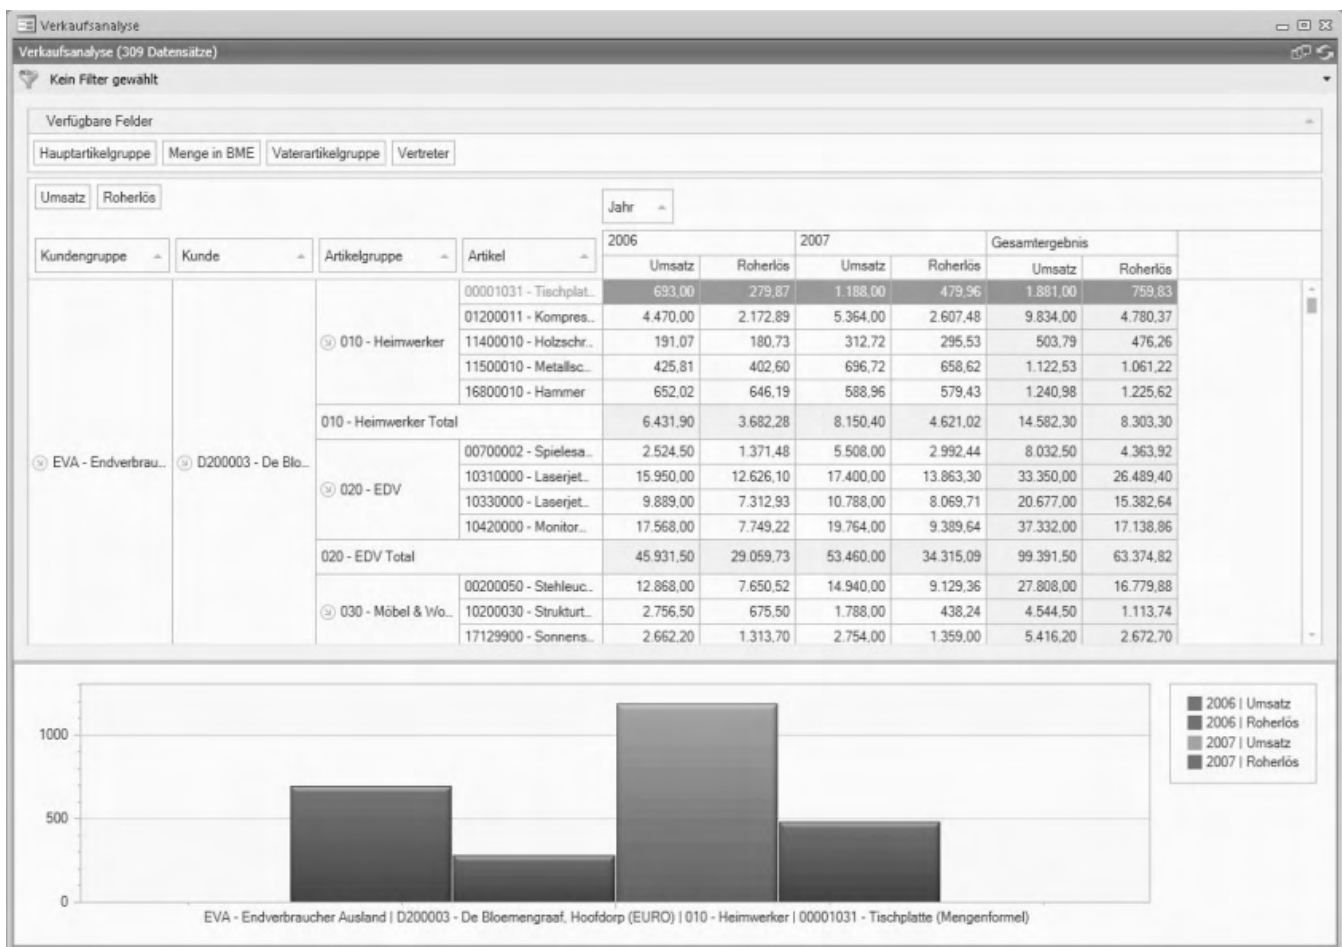 Verkaufsanalyse
Verkaufsanalyse (309 Datensätze)
Kein Filter gewählt
Verfügbare Felder
Hauptartikelgruppe Menge in BME Vaterartikelgruppe Vertreter
Umsatz Roherlös
Jahr
Kundengruppe Kunde Artikelgruppe Artikel
2006 2007 Gesamtergebnis
Umsatz Roherlös Umsatz Roherlös Umsatz Roherlös
00001031 - Tischplat... 693,00 279,87 1.188,00 479,96 1.881,00 759,83
01200011 - Kompres... 4.470,00 2.172,89 5.364,00 2.607,48 9.834,00 4.780,37
010 - Heimwerker 11400010 - Holzschr... 191,07 180,73 312,72 295,53 503,79 476,26
11500010 - Metallsc... 425,81 402,60 696,72 658,62 1.122,53 1.061,22
16800010 - Hammer 652,02 646,19 588,96 579,43 1.240,98 1.225,62
010 - Heimwerker Total 6.431,90 3.682,28 8.150,40 4.621,02 14.582,30 8.303,30
00700002 - Spielesa... 2.524,50 1.371,48 5.508,00 2.992,44 8.032,50 4.363,92
EVA - Endverbrau... D200003 - De Blo...
10310000 - Laserjet... 15.950,00 12.626,10 17.400,00 13.863,30 33.350,00 26.489,40
020 - EDV
10330000 - Laserjet... 9.889,00 7.312,93 10.788,00 8.069,71 20.677,00 15.382,64
10420000 - Monitor... 17.568,00 7.749,22 19.764,00 9.389,64 37.332,00 17.138,86
020 - EDV Total 45.931,50 29.059,73 53.460,00 34.315,09 99.391,50 63.374,82
00200050 - Stehleuc... 12.868,00 7.650,52 14.940,00 9.129,36 27.808,00 16.779,88
030 - Möbel & Wo... 10200030 - Strukturt... 2.756,50 675,50 1.788,00 438,24 4.544,50 1.113,74
17129900 - Sonnens... 2.662,20 1.313,70 2.754,00 1.359,00 5.416,20 2.672,70
1000
500
0
2006 | Umsatz
2006 | Roherlös
2007 | Umsatz
2007 | Roherlös
EVA - Endverbraucher Ausland | D200003 - De Bloemengraaf, Hoofdorp (EURO) | 010 - Heimwerker | 00001031 - Tischplatte (Mengenformel)